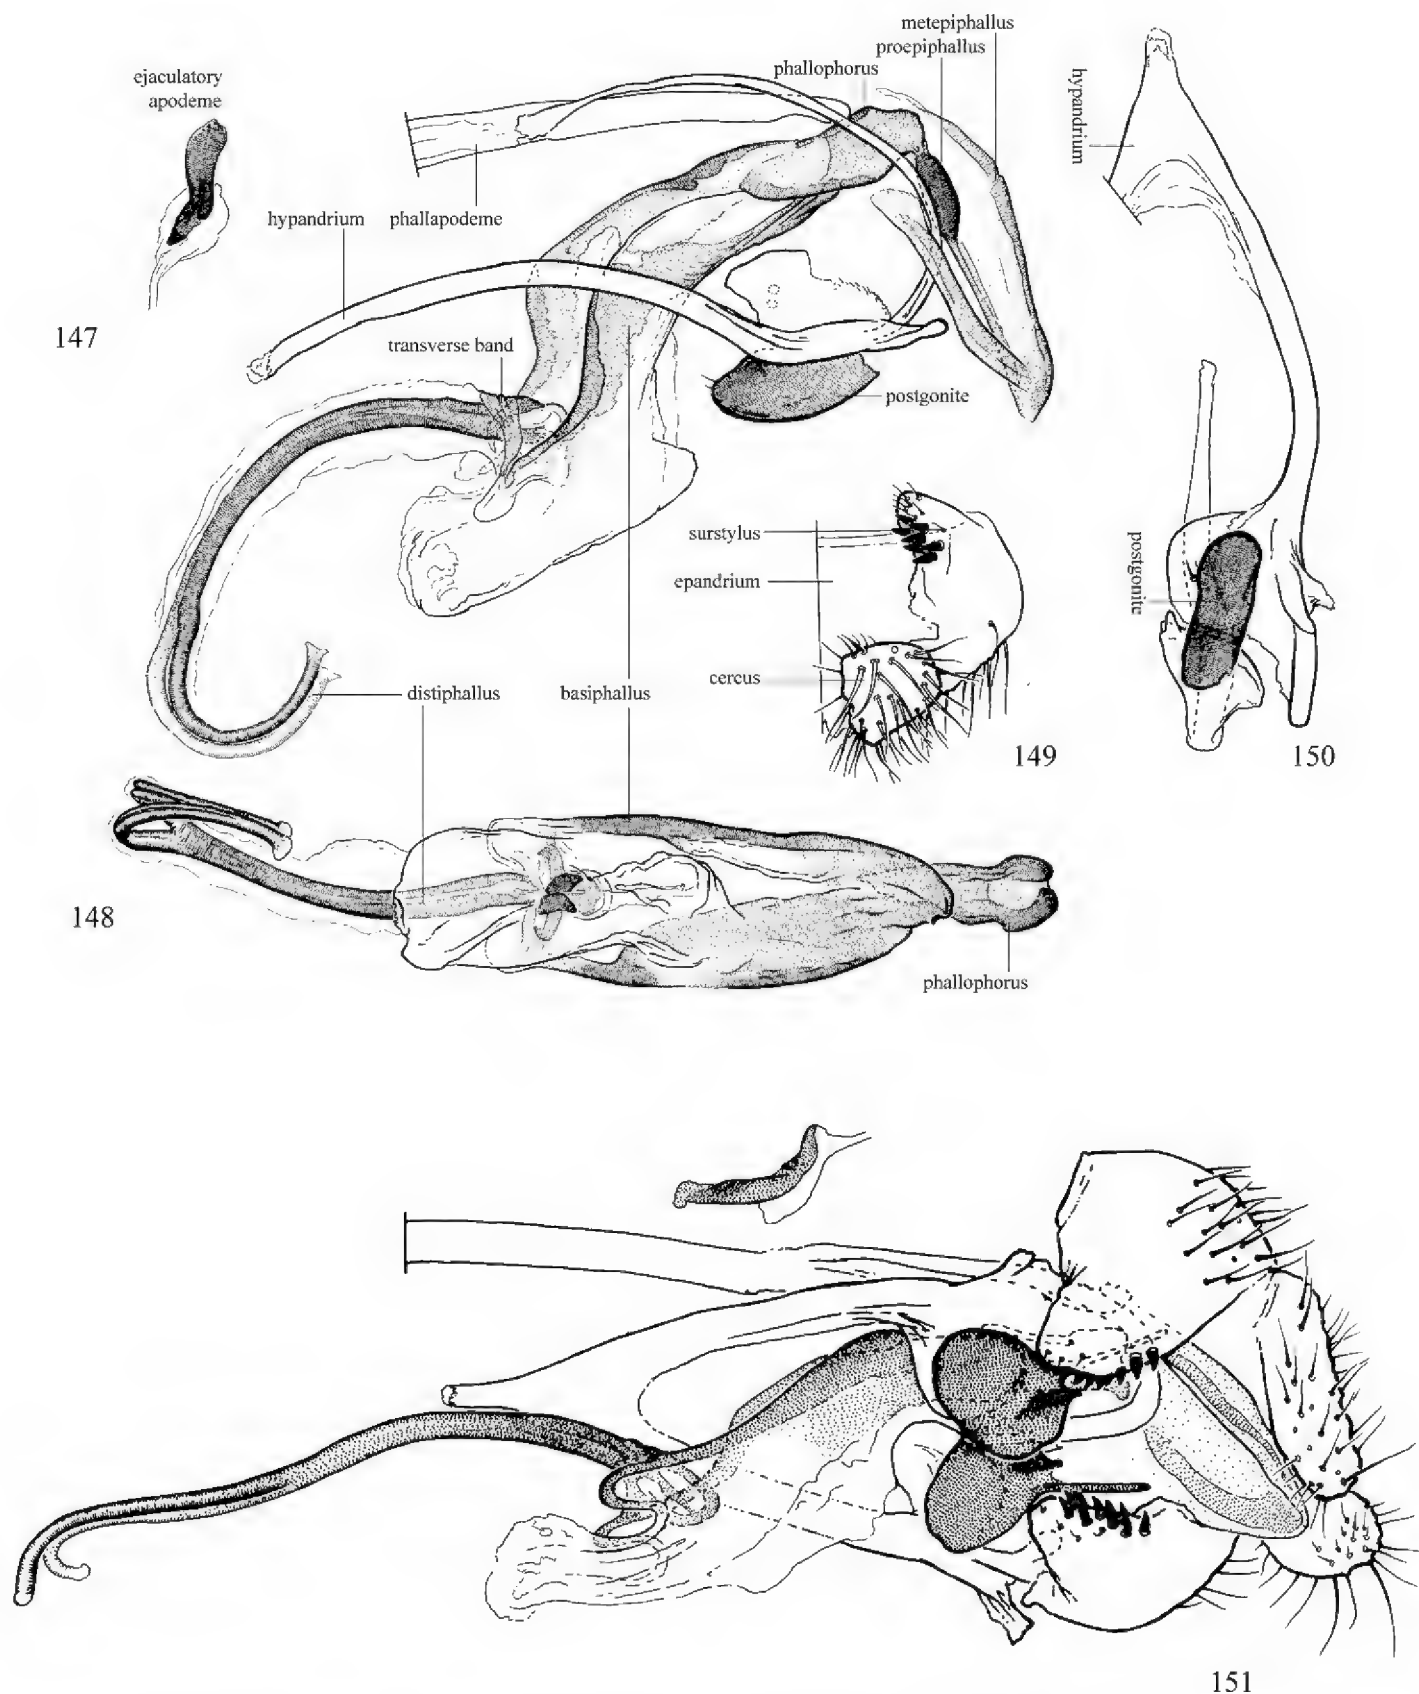 metepiphallus
proepiphallus
phallophorus
ejaculatory
apodeme
hypandrium
hypandrium
phallapodeme
147
transverse band
postgonite
surstylus
epandrium
postgonite
cercus
distiphallus
basiphallus
149
150
148
phallophorus
151